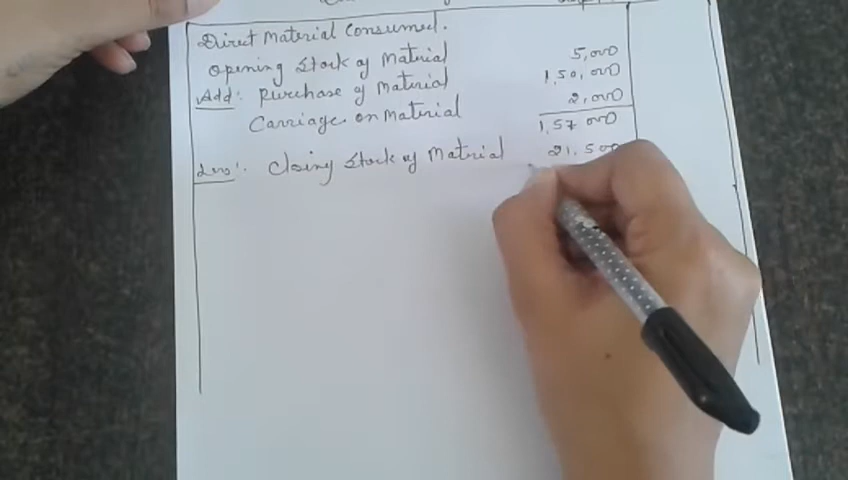 Direct Material Consumed.
Opening Stock of Material 5,000
Add: Purchase of Material 1,50,000
Carriage on Material 2,000
1,57 000
Less: Closing Stock of Material 21,500